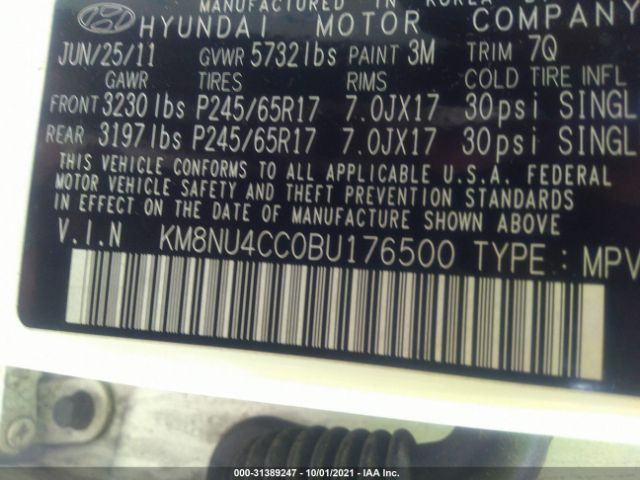 MANUFACTURED IN KOREA
HYUNDAI MOTOR COMPANY
JUN/25/11 GVWR 5732lbs PAINT 3M TRIM 7Q
GAWR TIRES RIMS COLD TIRE INFL
FRONT 3230lbs P245/65R17 7.0JX17 30psi SINGL
REAR 3197lbs P245/65R17 7.0JX17 30psi SINGL
THIS VEHICLE CONFORMS TO ALL APPLICABLE U.S.A. FEDERAL
MOTOR VEHICLE SAFETY AND THEFT PREVENTION STANDARDS
IN EFFECT ON THE DATE OF MANUFACTURE SHOWN ABOVE
V.I.N KM8NU4CC0BU176500 TYPE : MPV
000-31389247 - 10/01/2021 - IAA Inc.